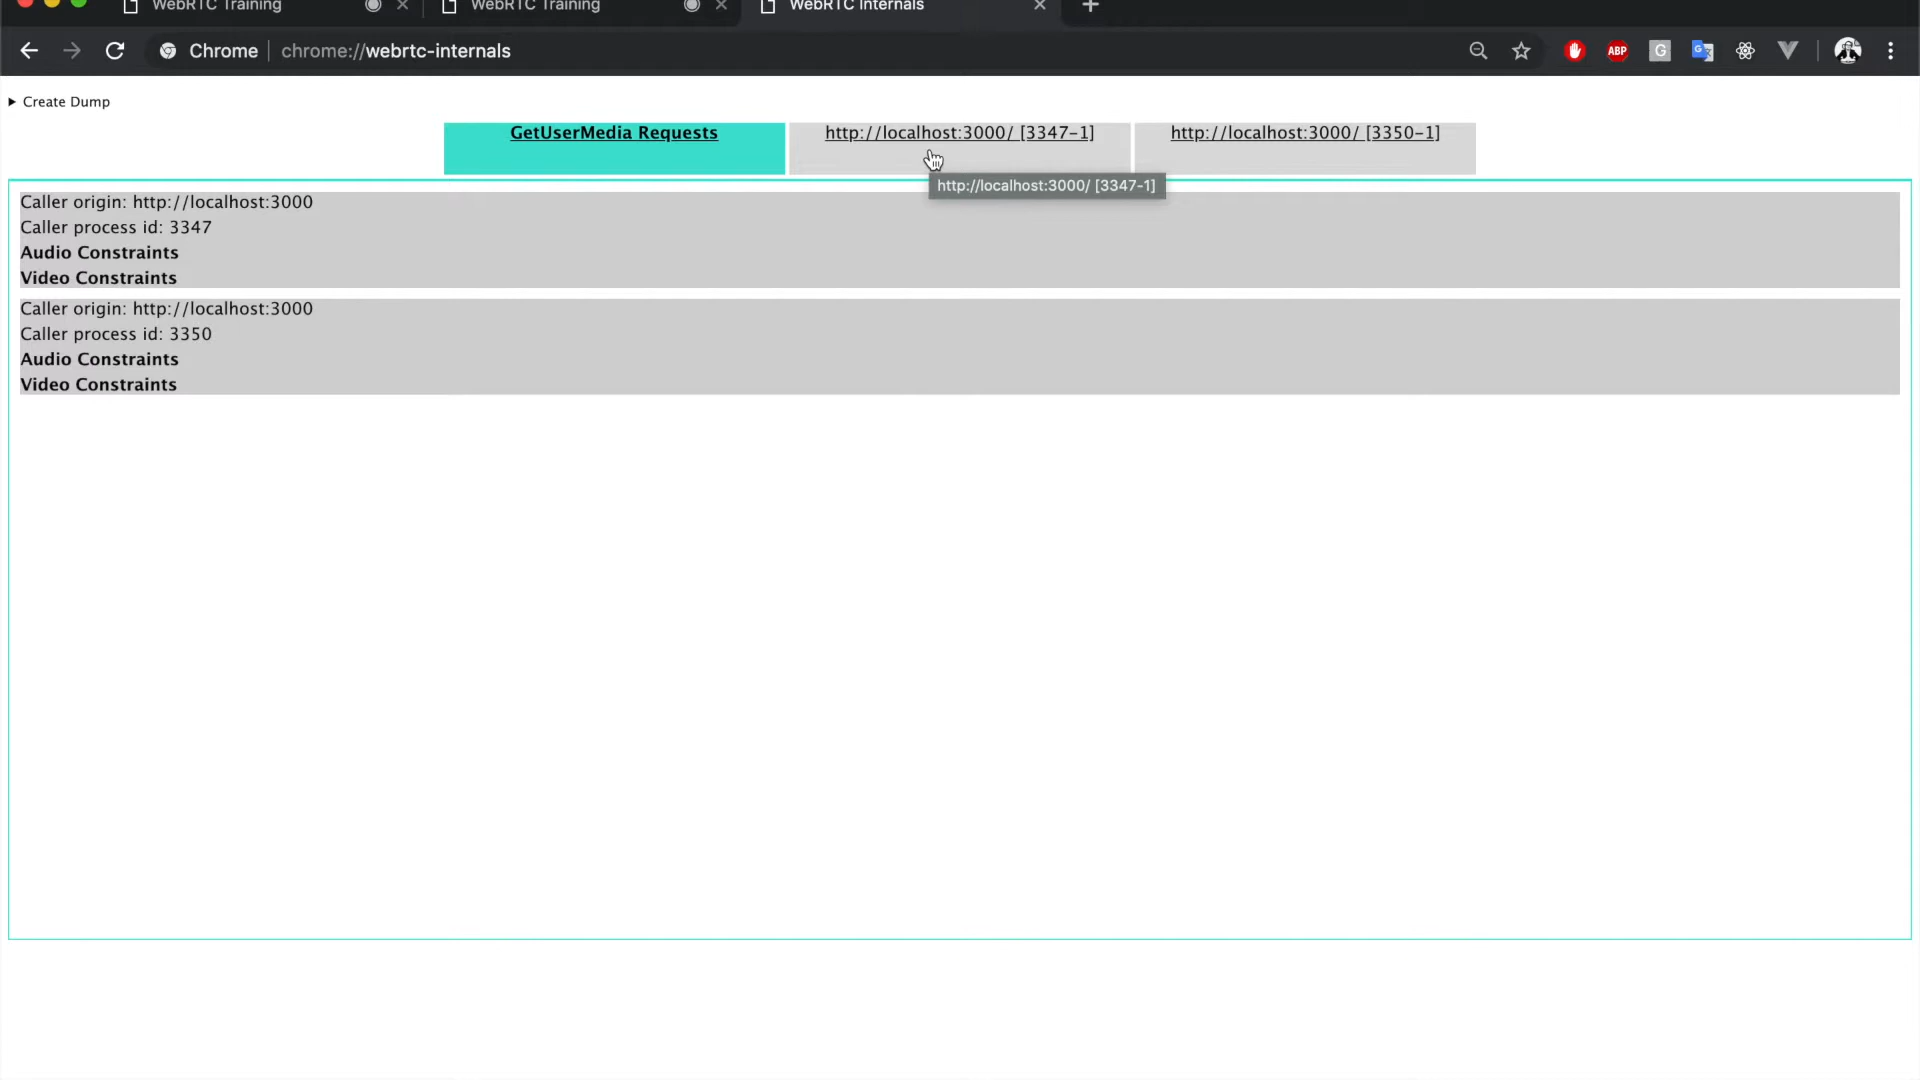 WebRTC Training
WebRTC Training
WebRTC Internals
Chrome
chrome://webrtc-internals
ABP
G
G
Create Dump
GetUserMedia Requests
http://localhost:3000/ [3347-1]
http://localhost:3000/ [3350-1]
http://localhost:3000/ [3347-1]
Caller origin: http://localhost:3000
Caller process id: 3347
Audio Constraints
Video Constraints
Caller origin: http://localhost:3000
Caller process id: 3350
Audio Constraints
Video Constraints